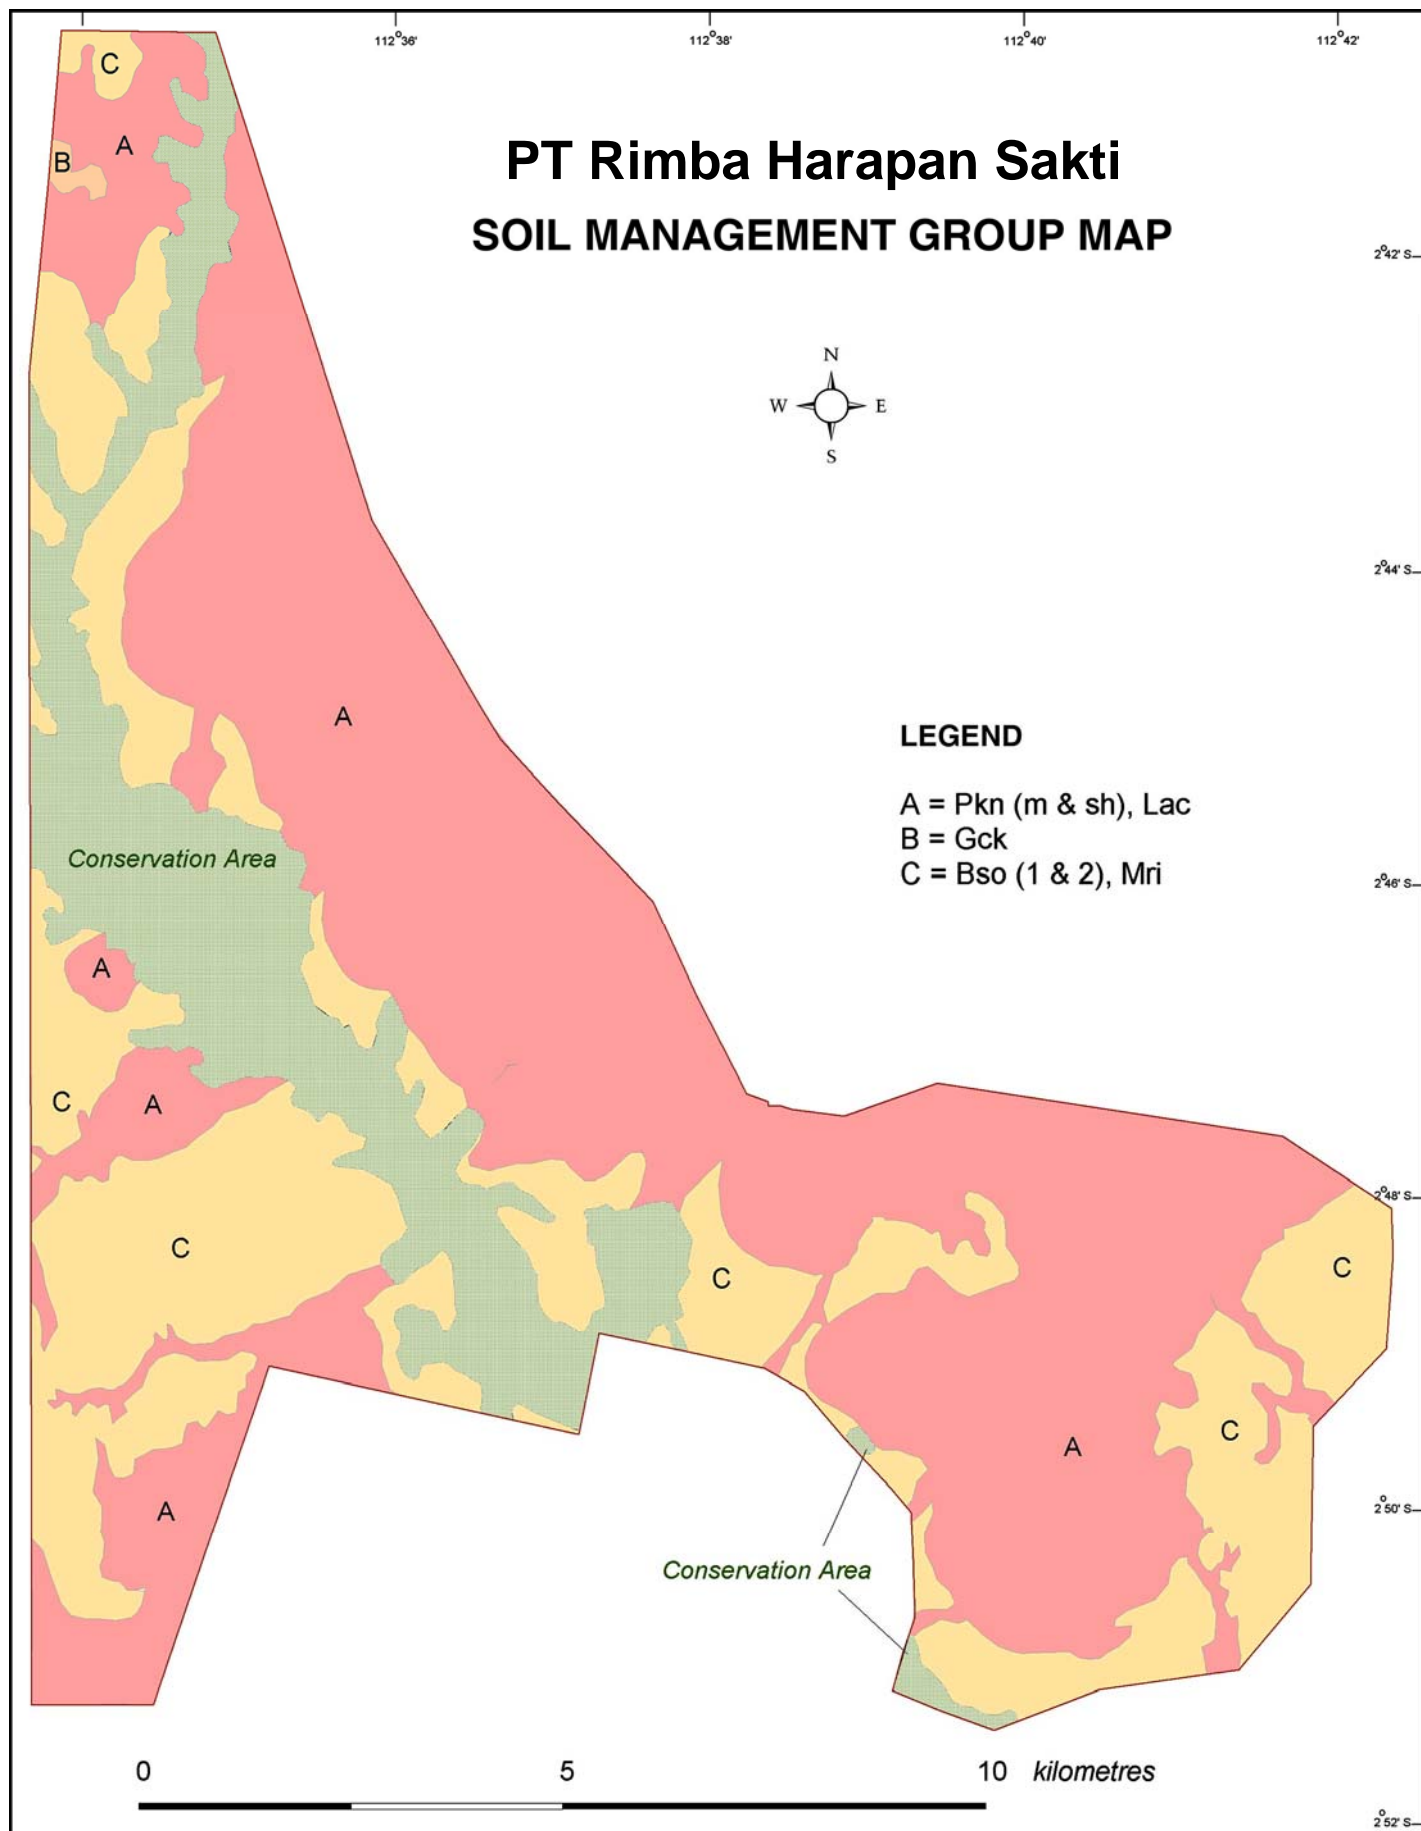 112°36' 112°38' 112°40' 112°42'
C
A
B
PT Rimba Harapan Sakti
SOIL MANAGEMENT GROUP MAP
2°42' S
N
W E
S
2°44' S
A
LEGEND
A = Pkn (m & sh), Lac
B = Gck
C = Bso (1 & 2), Mri
Conservation Area
2°46' S
A
C
A
2°48' S
C
C
C
A
C
A
2°50' S
Conservation Area
0 5 10 kilometres
2°52' S